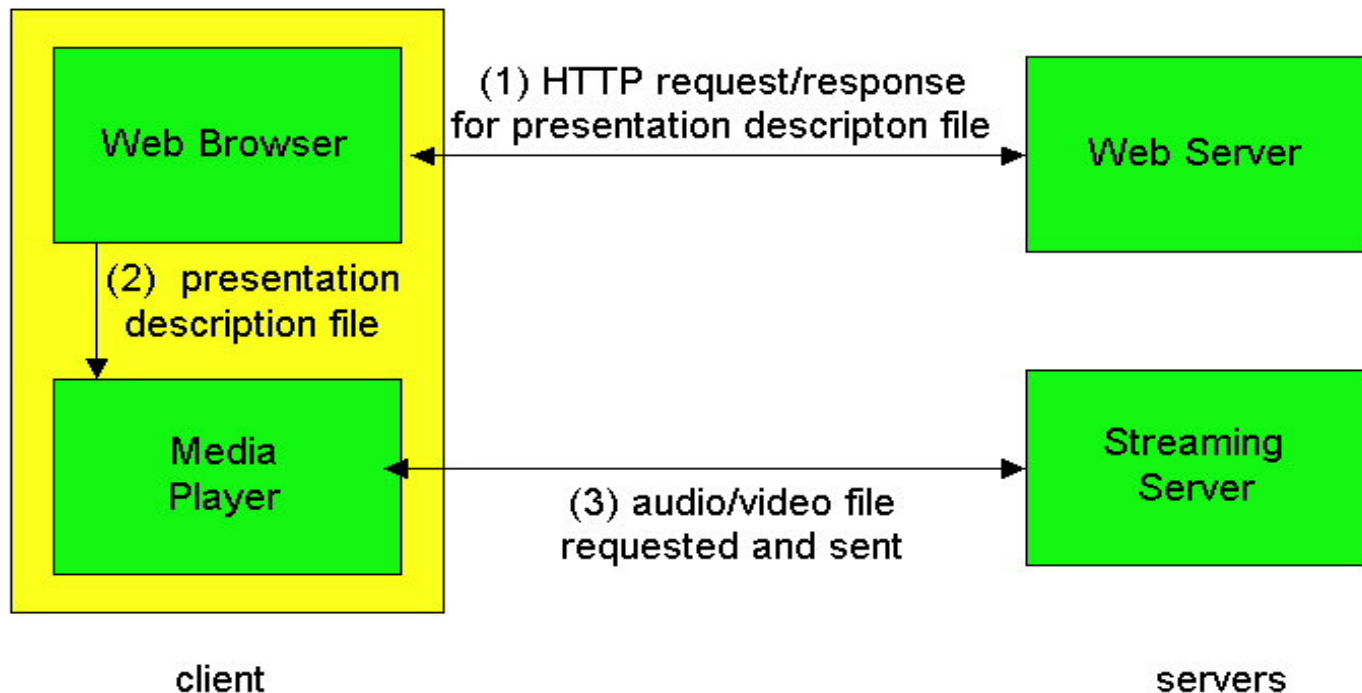 (1) HTTP request/response
for presentation descripton file
Web Browser
Web Server
(2) presentation
description file
Media
Player
Streaming
Server
(3) audio/video file
requested and sent
client
servers